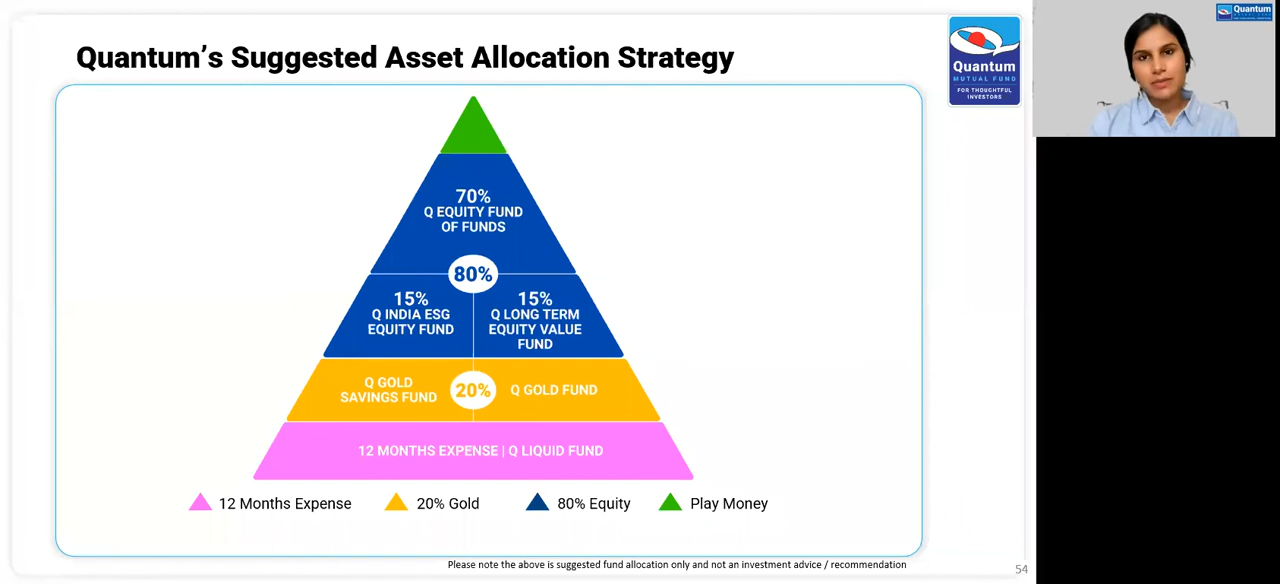 Quantum's Suggested Asset Allocation Strategy
Quantum
MUTUAL FUND
FOR THOUGHTFUL
INVESTORS
Quantum
70%
Q EQUITY FUND
OF FUNDS
80%
15%
Q INDIA ESG
EQUITY FUND
15%
Q LONG TERM
EQUITY VALUE
FUND
Q GOLD
SAVINGS FUND
20%
Q GOLD FUND
12 MONTHS EXPENSE | Q LIQUID FUND
12 Months Expense
20% Gold
80% Equity
Play Money
Please note the above is suggested fund allocation only and not an investment advice / recommendation
54